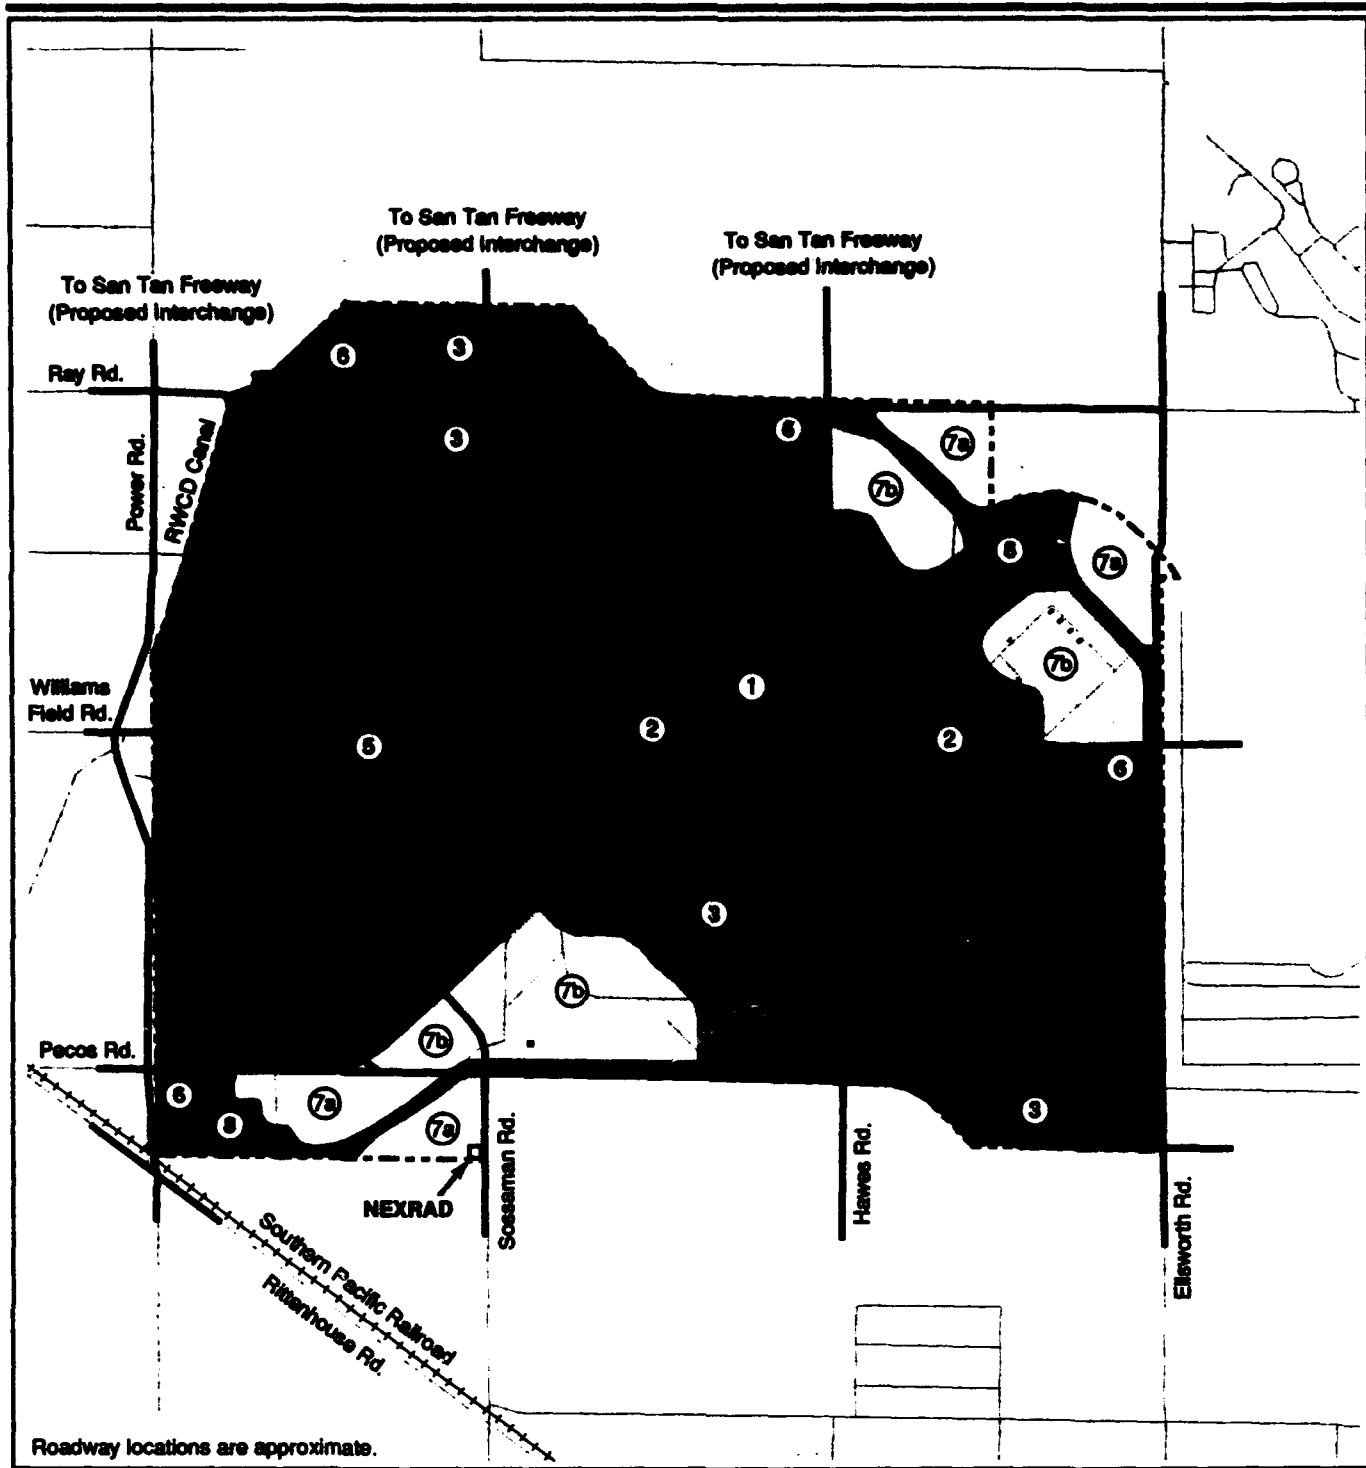 To San Tan Freeway
(Proposed Interchange)
To San Tan Freeway
(Proposed Interchange)
To San Tan Freeway
(Proposed Interchange)
6
3
Ray Rd.
3
6
7a
Power Rd.
RWCD Canal
7b
7a
7b
Williams
Field Rd.
1
2
2
5
6
3
7b
7b
Pecos Rd.
6
7a
3
7a
NEXRAD
Sossaman Rd.
Hawes Rd.
Ellsworth Rd.
Southern Pacific Railroad
Rittenhouse Rd.
Roadway locations are approximate.